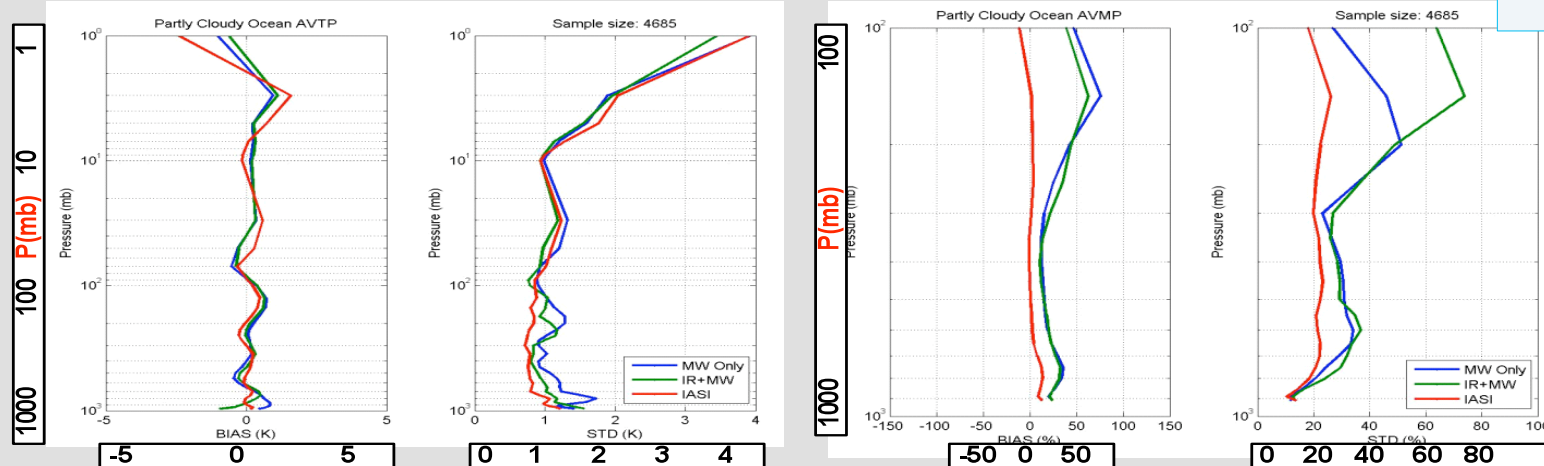 Partly Cloudy Ocean AVTP
10⁰
10¹
10²
10³
Pressure (mb)
-5
0
5
BIAS (K)
1
10
100
1000
P(mb)
-5
0
5
Sample size: 4685
10⁰
10¹
10²
10³
Pressure (mb)
MW Only
IR+MW
IASI
0
1
2
3
4
STD (K)
0
1
2
3
4
Partly Cloudy Ocean AVMP
10²
10³
Pressure (mb)
100
1000
P(mb)
-150
-100
-50
0
50
100
150
BIAS (%)
-50
0
50
Sample size: 4685
10²
10³
Pressure (mb)
MW Only
IR+MW
IASI
0
20
40
60
80
STD (%)
0
20
40
60
80